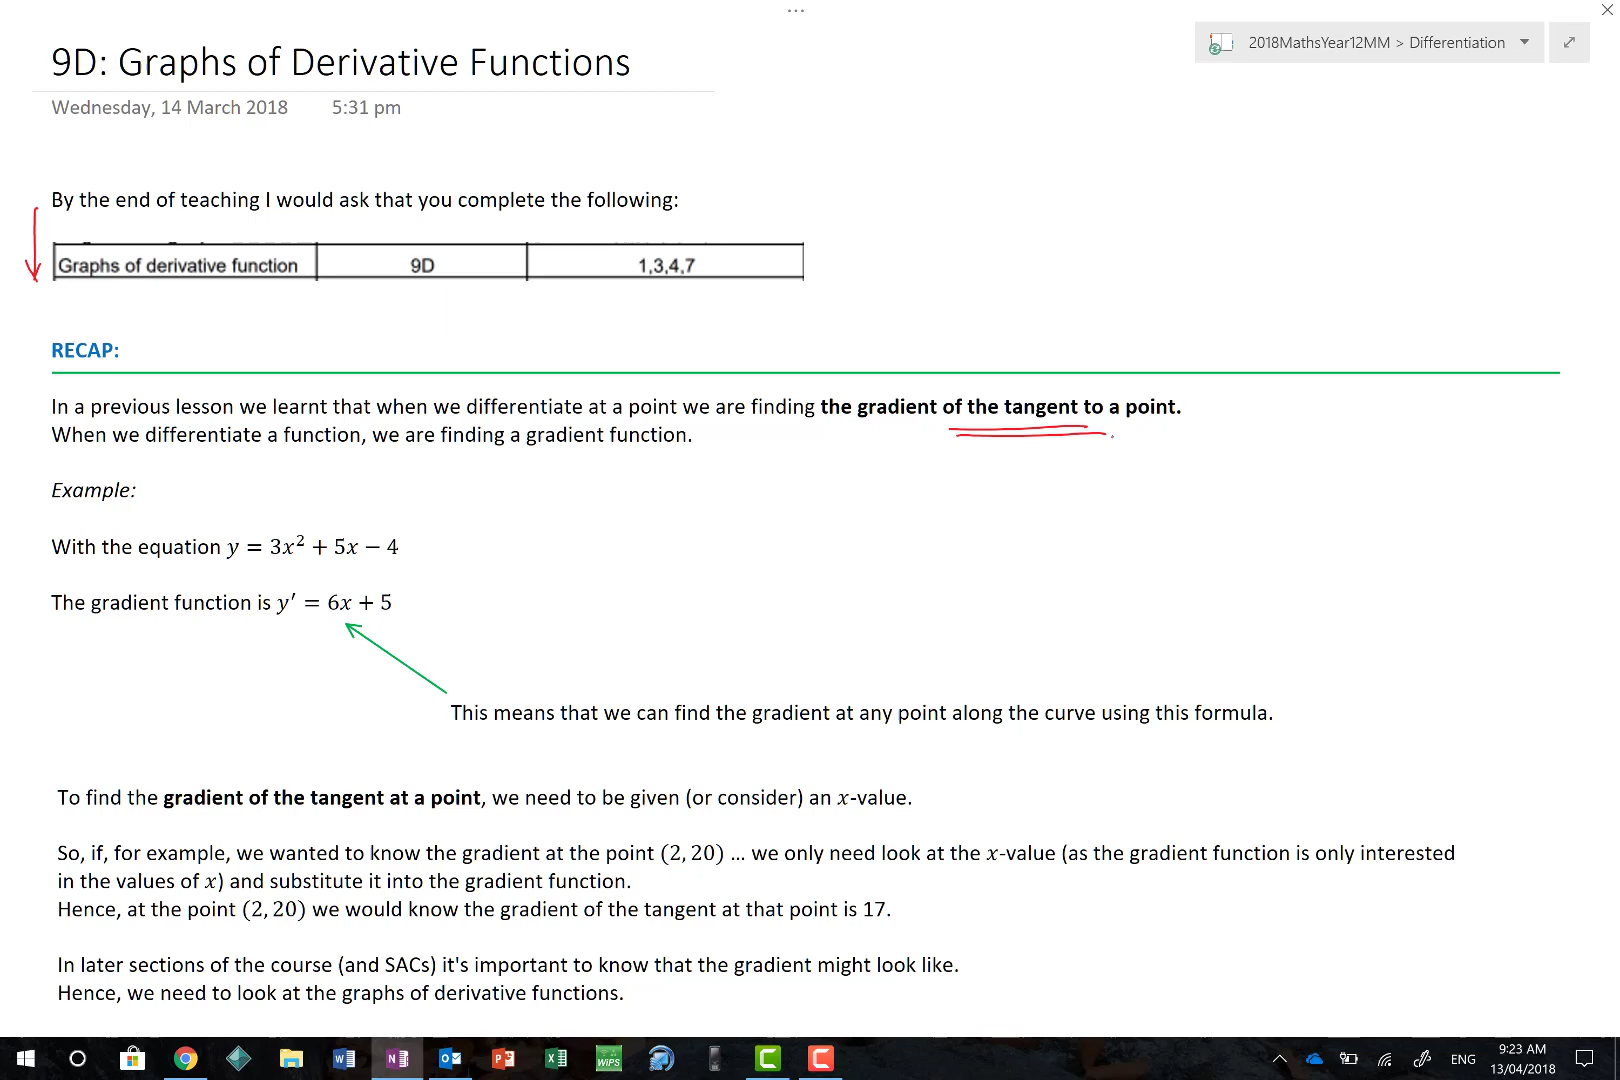 2018MathsYear12MM > Differentiation
9D: Graphs of Derivative Functions
Wednesday, 14 March 2018 5:31 pm
By the end of teaching I would ask that you complete the following:
Graphs of derivative function 9D 1,3,4,7
RECAP:
In a previous lesson we learnt that when we differentiate at a point we are finding the gradient of the tangent to a point.
When we differentiate a function, we are finding a gradient function.
Example:
With the equation y = 3x² + 5x − 4
The gradient function is y′ = 6x + 5
This means that we can find the gradient at any point along the curve using this formula.
To find the gradient of the tangent at a point, we need to be given (or consider) an x-value.
So, if, for example, we wanted to know the gradient at the point (2, 20) ... we only need look at the x-value (as the gradient function is only interested
in the values of x) and substitute it into the gradient function.
Hence, at the point (2, 20) we would know the gradient of the tangent at that point is 17.
In later sections of the course (and SACs) it's important to know that the gradient might look like.
Hence, we need to look at the graphs of derivative functions.
WiPS
ENG
9:23 AM
13/04/2018